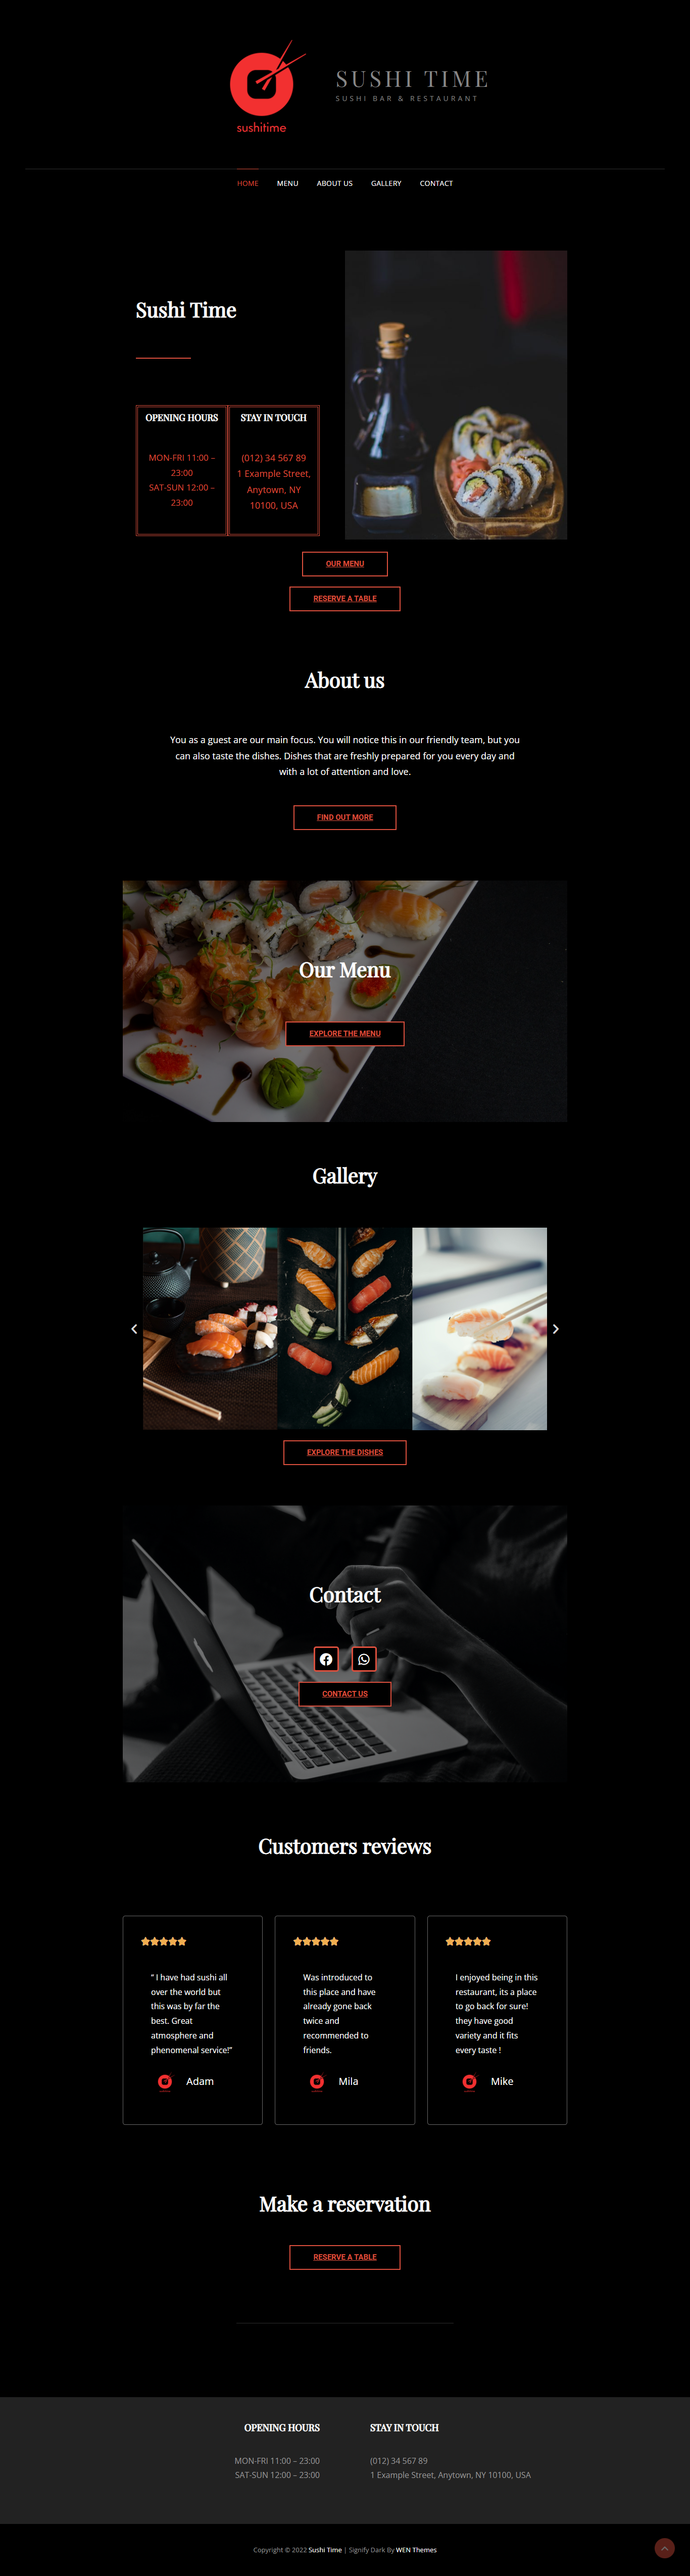 sushitime
SUSHI TIME
SUSHI BAR & RESTAURANT
HOME
MENU
ABOUT US
GALLERY
CONTACT
Sushi Time
OPENING HOURS
MON-FRI 11:00 –
23:00
SAT-SUN 12:00 –
23:00
STAY IN TOUCH
(012) 34 567 89
1 Example Street,
Anytown, NY
10100, USA
OUR MENU
RESERVE A TABLE
About us
You as a guest are our main focus. You will notice this in our friendly team, but you
can also taste the dishes. Dishes that are freshly prepared for you every day and
with a lot of attention and love.
FIND OUT MORE
Our Menu
EXPLORE THE MENU
Gallery
EXPLORE THE DISHES
Contact
CONTACT US
Customers reviews
“ I have had sushi all
over the world but
this was by far the
best. Great
atmosphere and
phenomenal service!”
Adam
Was introduced to
this place and have
already gone back
twice and
recommended to
friends.
Mila
I enjoyed being in this
restaurant, its a place
to go back for sure!
they have good
variety and it fits
every taste !
Mike
Make a reservation
RESERVE A TABLE
OPENING HOURS
MON-FRI 11:00 – 23:00
SAT-SUN 12:00 – 23:00
STAY IN TOUCH
(012) 34 567 89
1 Example Street, Anytown, NY 10100, USA
Copyright © 2022 Sushi Time | Signify Dark By WEN Themes